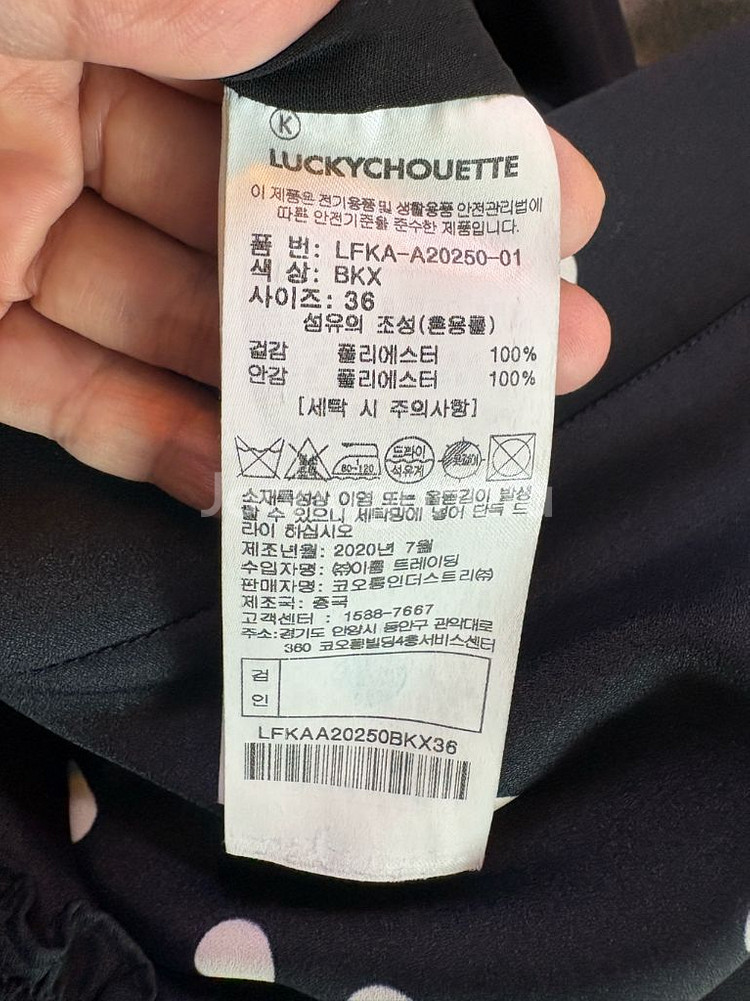 K
LUCKYCHOUETTE
이 제품은 전기용품 및 생활용품 안전관리법에
따른 안전기준을 준수한 제품입니다.
품 번: LFKA-A20250-01
색 상: BKX
사이즈: 36
섬유의 조성(혼용률)
겉감 폴리에스터 100%
안감 폴리에스터 100%
[세탁 시 주의사항]
80~120 드라이
석유계 옷걸이
소재특성상 이염 또는 올뜯김이 발생
할 수 있으니 세탁망에 넣어 단독 드
라이 하십시오
제조년월: 2020년 7월
수입자명: ㈜이룸 트레이딩
판매자명: 코오롱인더스트리㈜
제조국: 중국
고객센터 : 1588-7667
주소:경기도 안양시 동안구 관악대로
360 코오롱빌딩4층서비스센터
검
인
LFKAA20250BKX36